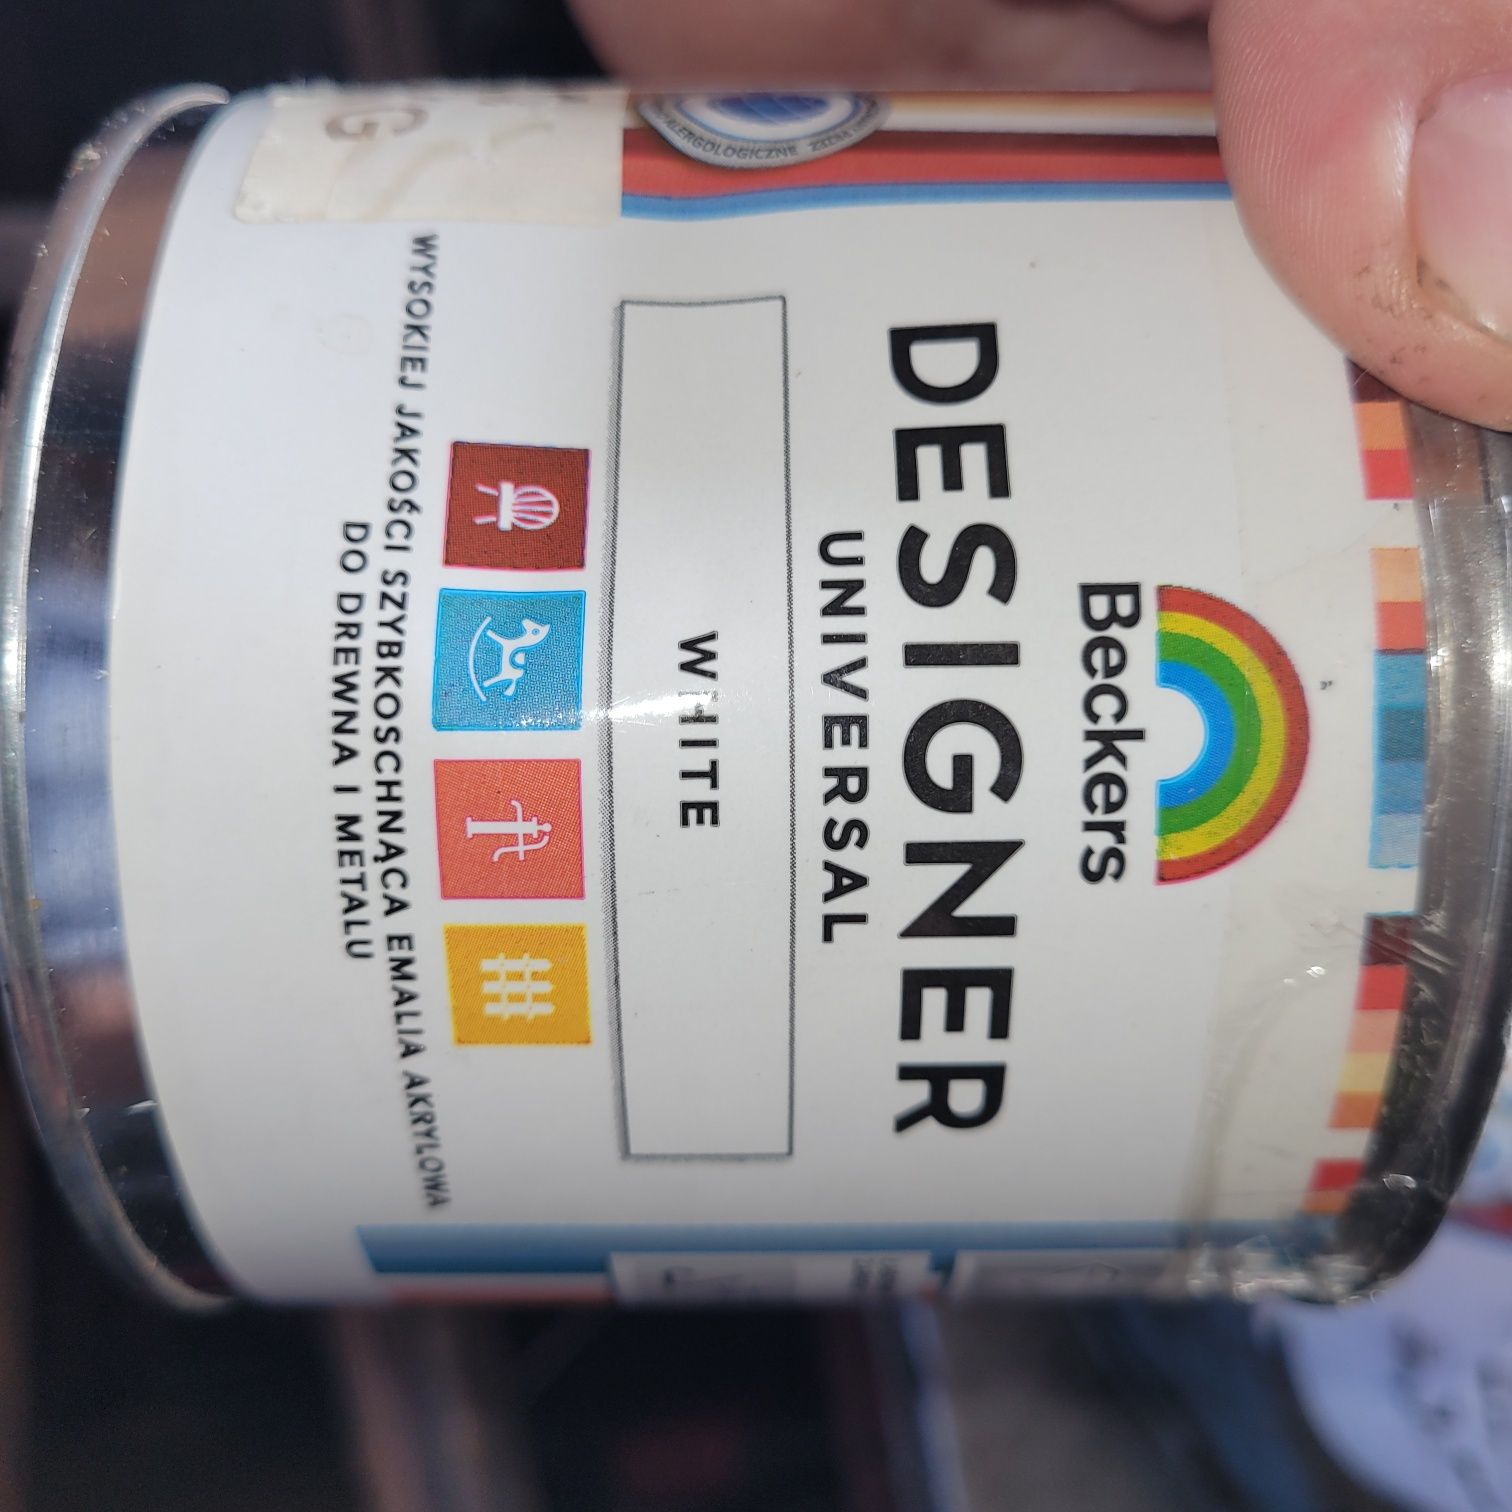 Beckers
DESIGNER
UNIVERSAL
WHITE
WYSOKIEJ JAKOŚCI SZYBKOSCHNĄCA EMALIA AKRYLOWA
DO DREWNA I METALU
G